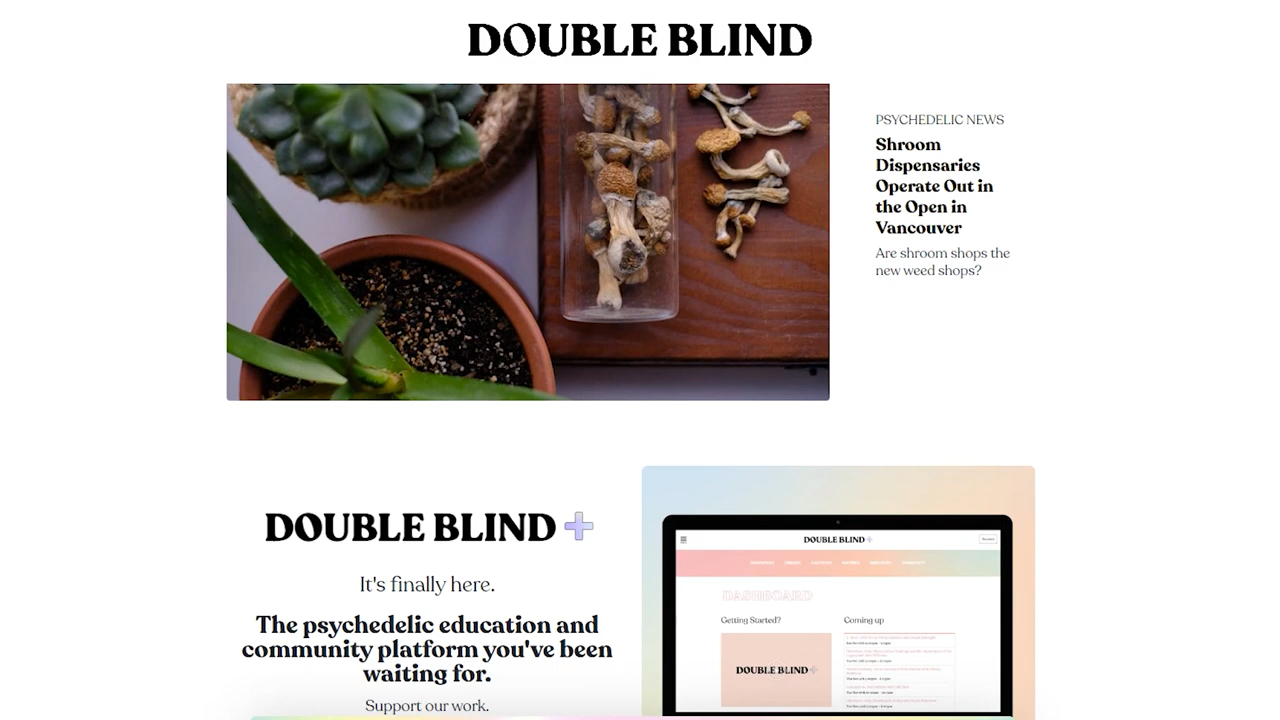 DOUBLE BLIND
PSYCHEDELIC NEWS
Shroom
Dispensaries
Operate Out in
the Open in
Vancouver
Are shroom shops the
new weed shops?
DOUBLE BLIND+
It's finally here.
The psychedelic education and
community platform you've been
waiting for.
Support our work.
DOUBLE BLIND+
DASHBOARD
Getting Started?
Coming up
DOUBLE BLIND+